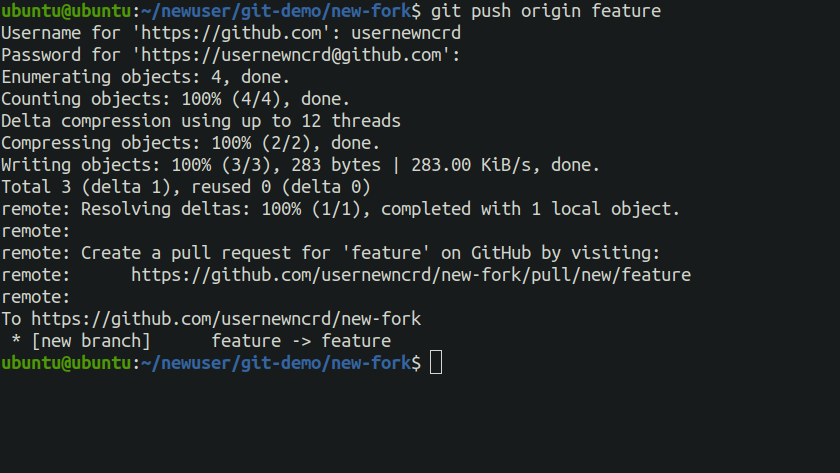 ubuntu@ubuntu:~/newuser/git-demo/new-fork$ git push origin feature
Username for 'https://github.com': usernewncrd
Password for 'https://usernewncrd@github.com':
Enumerating objects: 4, done.
Counting objects: 100% (4/4), done.
Delta compression using up to 12 threads
Compressing objects: 100% (2/2), done.
Writing objects: 100% (3/3), 283 bytes | 283.00 KiB/s, done.
Total 3 (delta 1), reused 0 (delta 0)
remote: Resolving deltas: 100% (1/1), completed with 1 local object.
remote:
remote: Create a pull request for 'feature' on GitHub by visiting:
remote:      https://github.com/usernewncrd/new-fork/pull/new/feature
remote:
To https://github.com/usernewncrd/new-fork
 * [new branch]      feature -> feature
ubuntu@ubuntu:~/newuser/git-demo/new-fork$